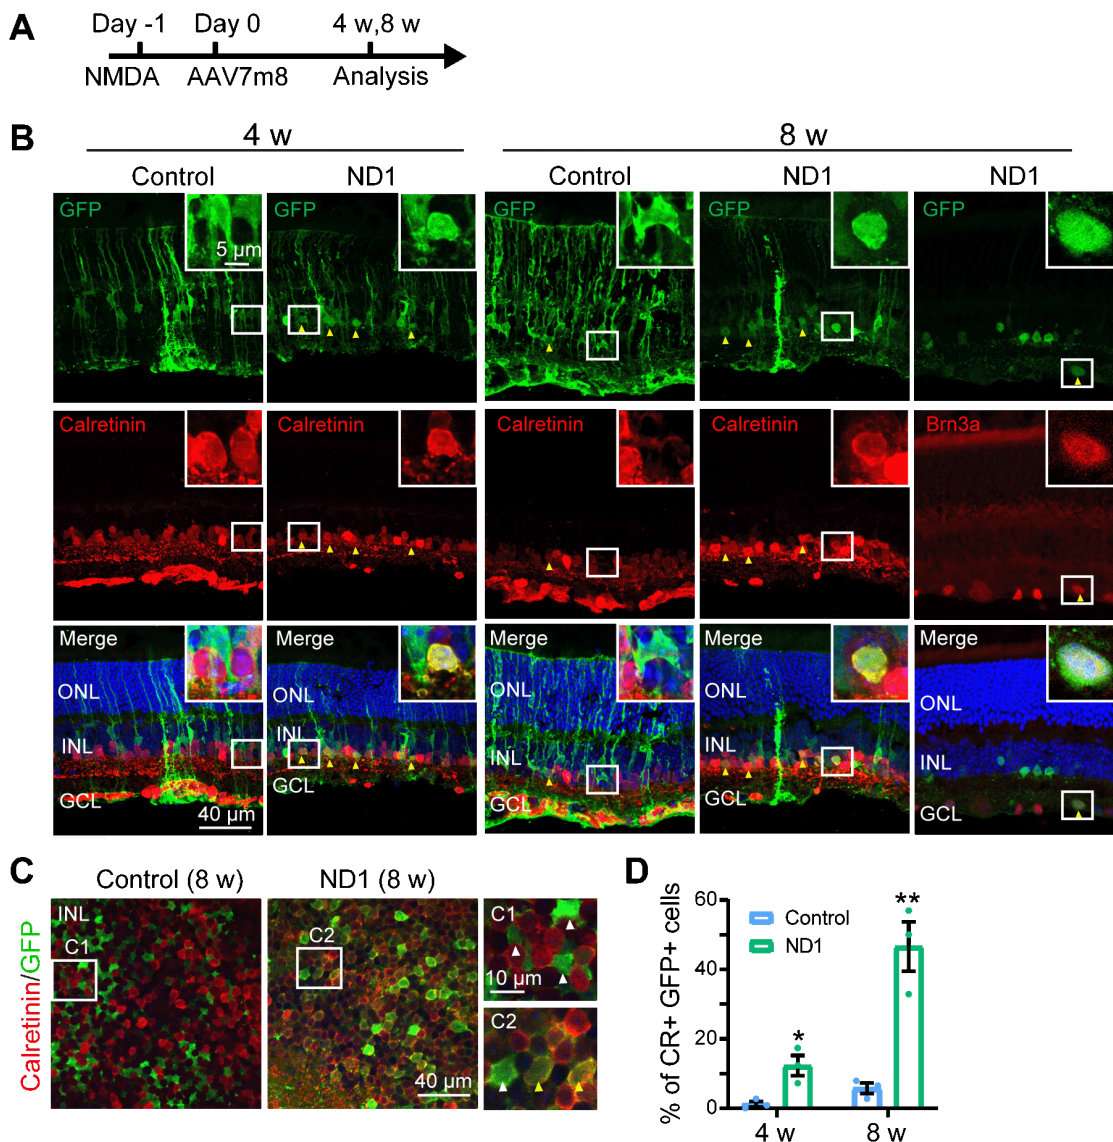 A
Day -1 Day 0 4 w,8 w
NMDA AAV7m8 Analysis
B
4 w 8 w
Control ND1 Control ND1 ND1
GFP GFP GFP GFP GFP
5 µm
Calretinin Calretinin Calretinin Calretinin Brn3a
Merge Merge Merge Merge Merge
ONL ONL ONL ONL
INL INL INL INL INL
GCL GCL GCL GCL
40 µm
C
Control (8 w) ND1 (8 w)
Calretinin/GFP
INL
C1
C2
40 µm
C1
10 µm
C2
D
% of CR+ GFP+ cells
60
40
20
0
Control
ND1
*
**
4 w 8 w